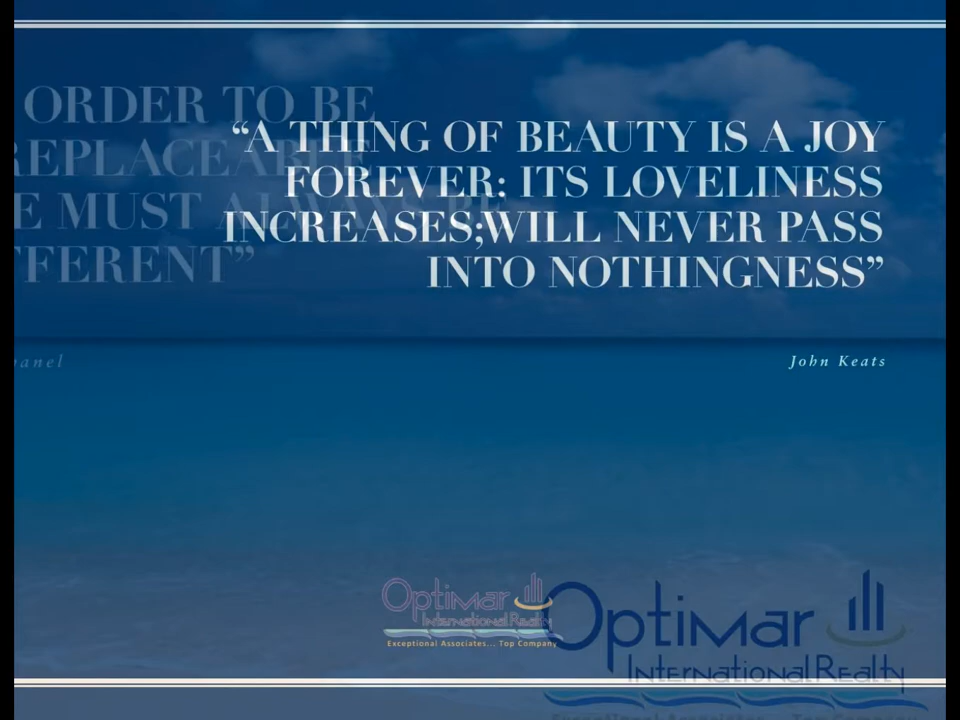 ORDER TO BE
REPLACEABLE
E MUST ALWAYS BE
FFERENT”
“A THING OF BEAUTY IS A JOY
FOREVER: ITS LOVELINESS
INCREASES;WILL NEVER PASS
INTO NOTHINGNESS”
anel
John Keats
Optimar
International Realty
Exceptional Associates... Top Company
Optimar
International Realty